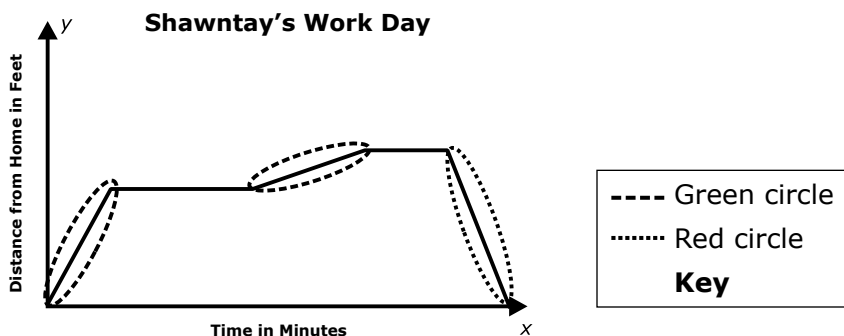 Shawntay’s Work Day
y
Distance from Home in Feet
Time in Minutes
x
Green circle
Red circle
Key